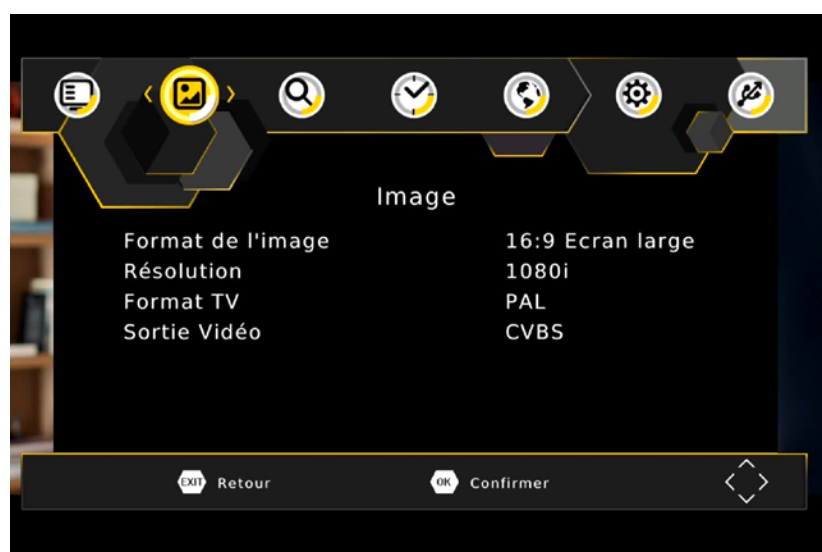 Image
Format de l'image 16:9 Ecran large
Résolution 1080i
Format TV PAL
Sortie Vidéo CVBS
EXIT Retour OK Confirmer